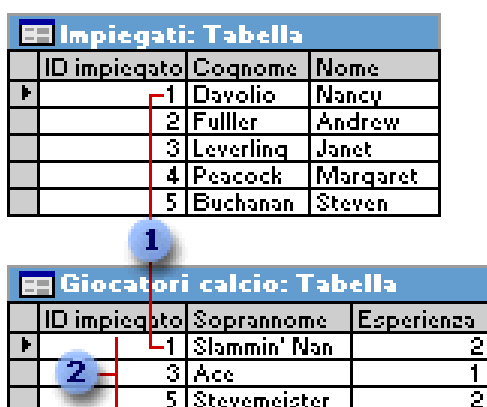 Impiegati: Tabella
ID impiegato Cognome Nome
1 Davolio Nancy
2 Fulller Andrew
3 Leverling Janet
4 Peacock Margaret
5 Buchanan Steven
1
Giocatori calcio: Tabella
ID impiegato Soprannome Esperienza
1 Slammin' Nan 2
2
3 Ace 1
5 Stevemeister 2